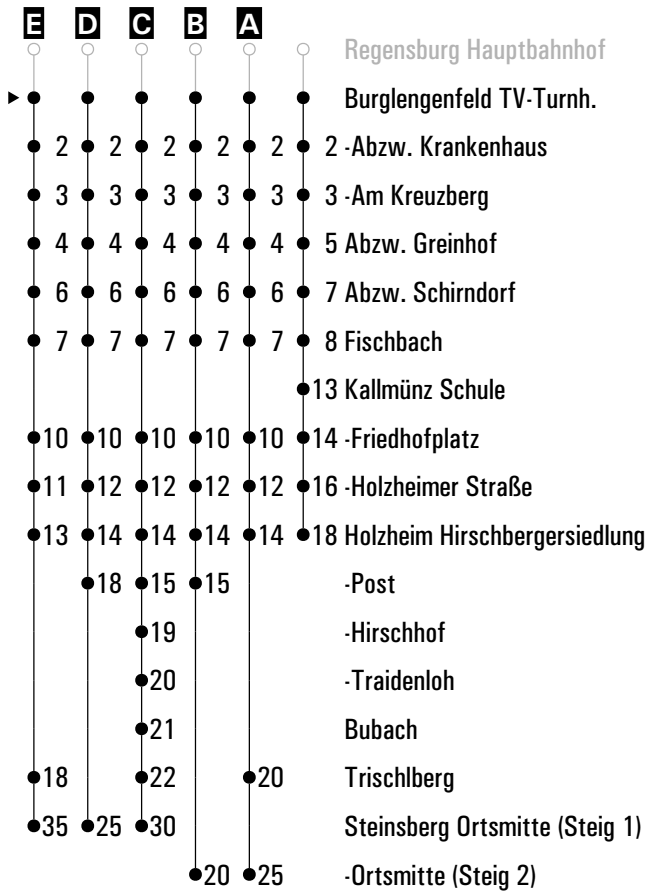 E D C B A
Regensburg Hauptbahnhof
Burglengenfeld TV-Turnh.
2 2 2 2 2 2 -Abzw. Krankenhaus
3 3 3 3 3 3 -Am Kreuzberg
4 4 4 4 4 5 Abzw. Greinhof
6 6 6 6 6 7 Abzw. Schirndorf
7 7 7 7 7 8 Fischbach
13 Kallmünz Schule
10 10 10 10 10 14 -Friedhofplatz
11 12 12 12 12 16 -Holzheimer Straße
13 14 14 14 14 18 Holzheim Hirschbergersiedlung
18 15 15 -Post
19 -Hirschhof
20 -Traidenloh
21 Bubach
18 22 20 Trischlberg
35 25 30 Steinsberg Ortsmitte (Steig 1)
20 25 -Ortsmitte (Steig 2)